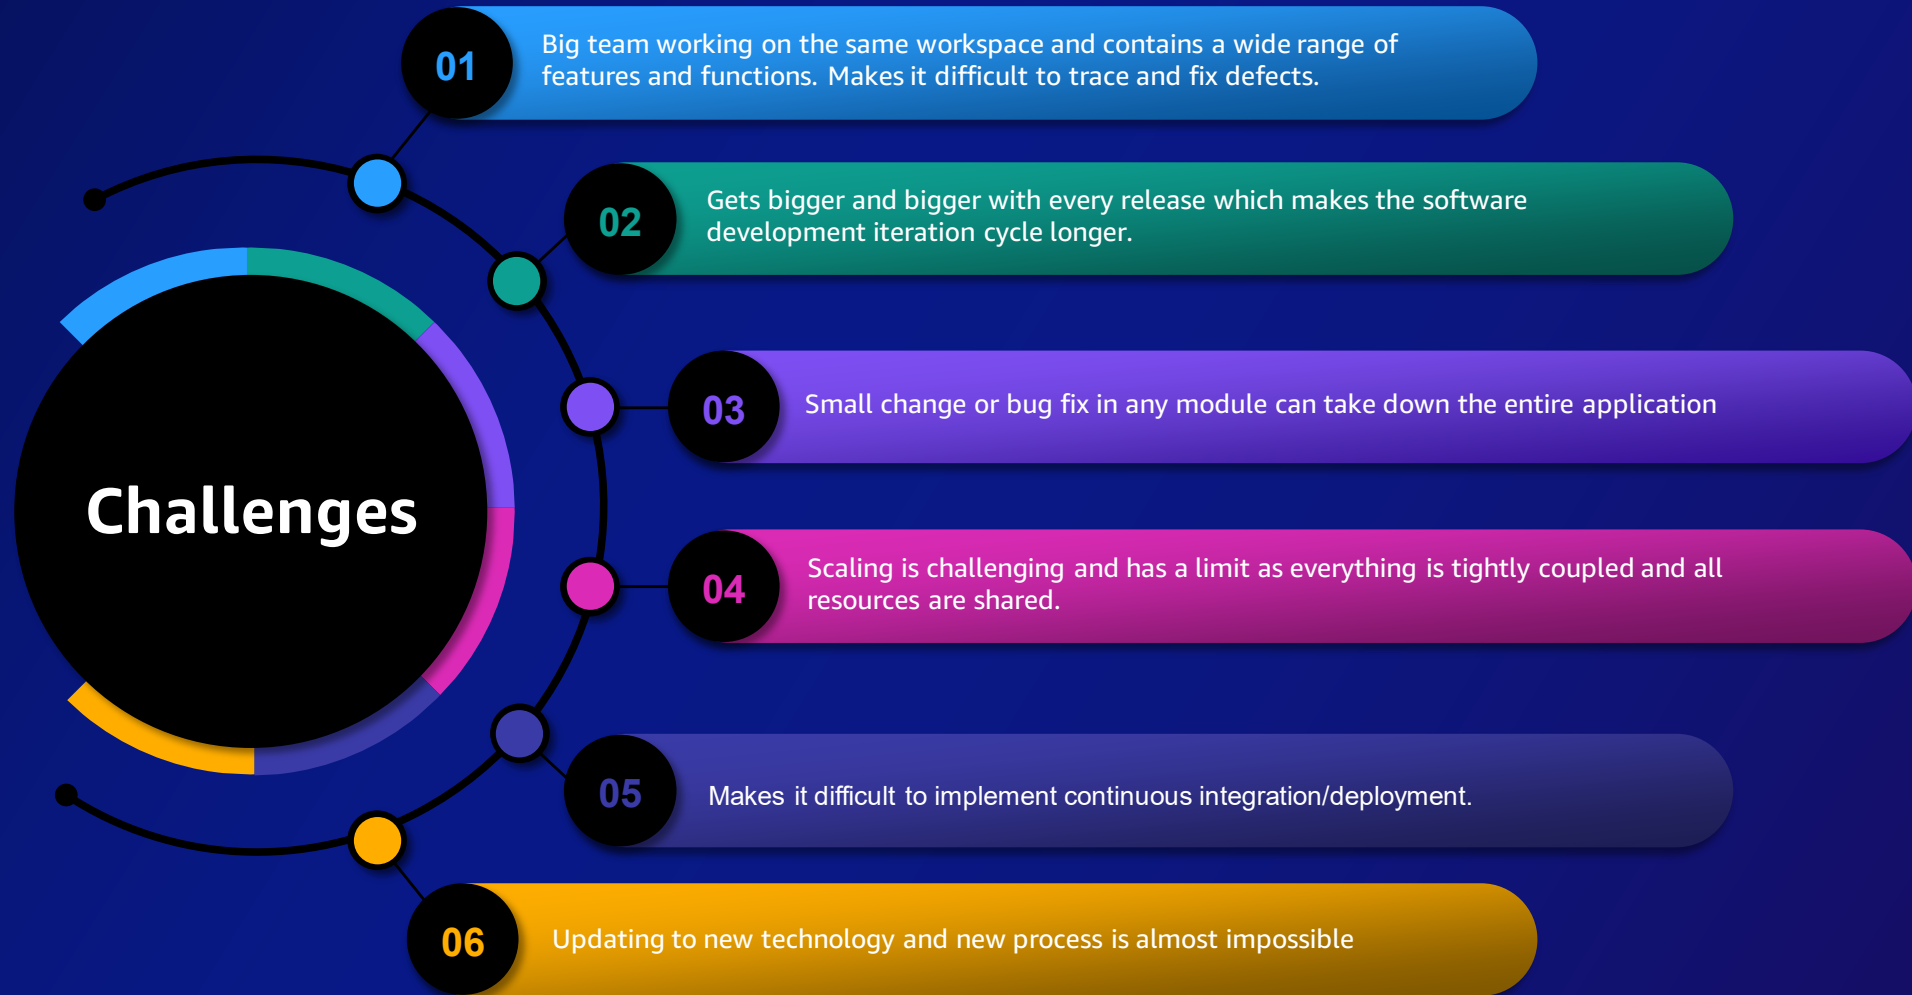 01
Big team working on the same workspace and contains a wide range of
features and functions. Makes it difficult to trace and fix defects.
02
Gets bigger and bigger with every release which makes the software
development iteration cycle longer.
03
Small change or bug fix in any module can take down the entire application
Challenges
04
Scaling is challenging and has a limit as everything is tightly coupled and all
resources are shared.
05
Makes it difficult to implement continuous integration/deployment.
06
Updating to new technology and new process is almost impossible